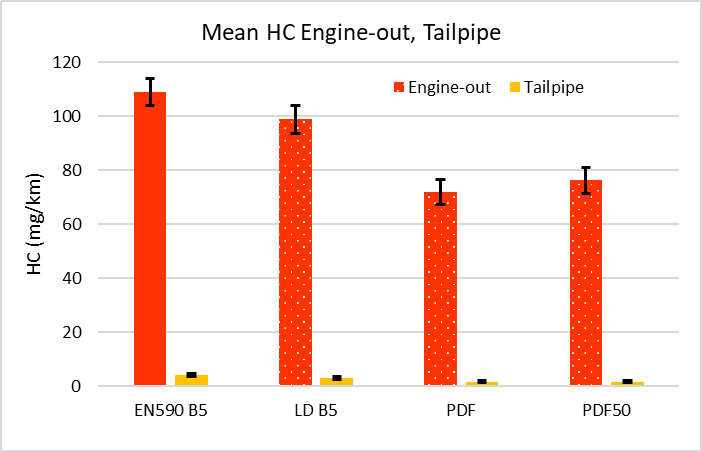 Mean HC Engine-out, Tailpipe
Engine-out Tailpipe
HC (mg/km)
120
100
80
60
40
20
0
EN590 B5 LD B5 PDF PDF50